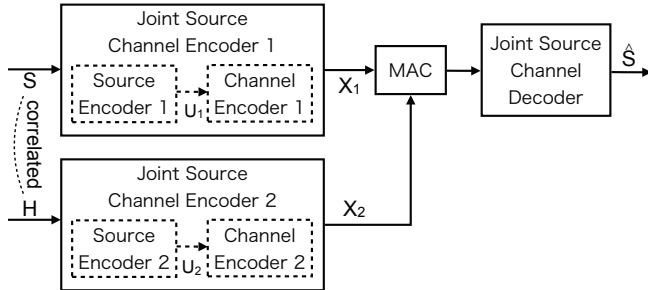 Joint Source
Channel Encoder 1
Source
Encoder 1
U₁
Channel
Encoder 1
S
correlated
H
X₁
MAC
Joint Source
Channel
Decoder
Ŝ
Joint Source
Channel Encoder 2
Source
Encoder 2
U₂
Channel
Encoder 2
X₂